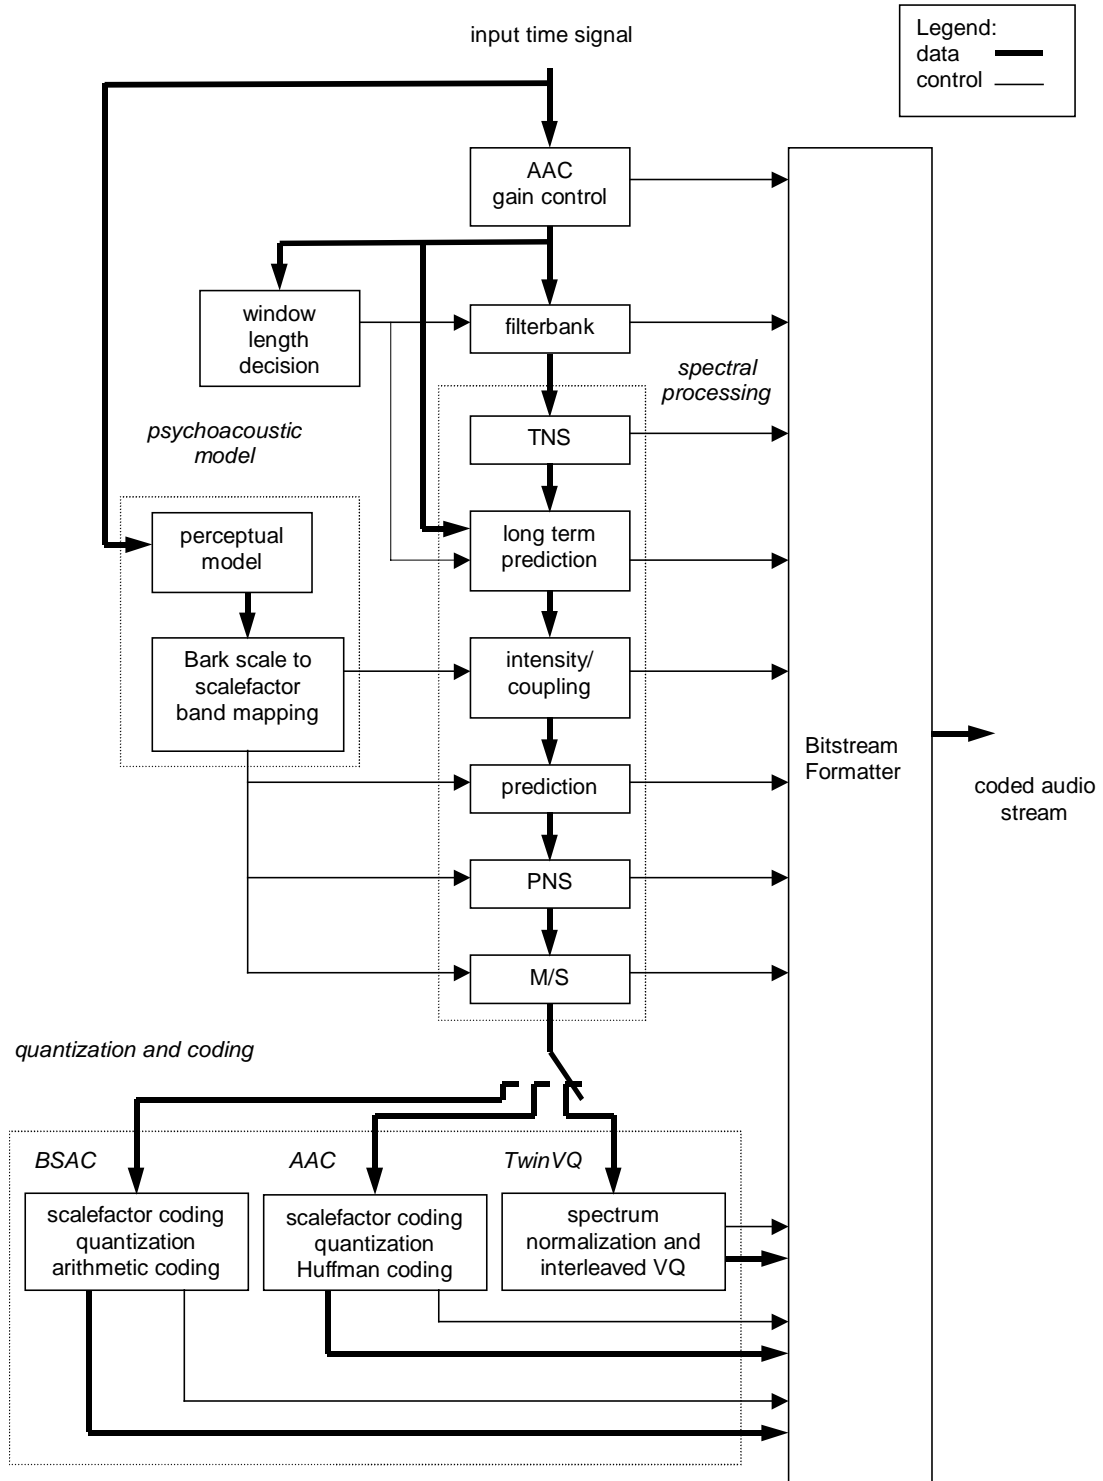 input time signal
Legend:
data
control
AAC
gain control
window
length
decision
filterbank
spectral
processing
psychoacoustic
model
TNS
perceptual
model
long term
prediction
Bark scale to
scalefactor
band mapping
intensity/
coupling
prediction
PNS
M/S
Bitstream
Formatter
coded audio
stream
quantization and coding
BSAC
AAC
TwinVQ
scalefactor coding
quantization
arithmetic coding
scalefactor coding
quantization
Huffman coding
spectrum
normalization and
interleaved VQ